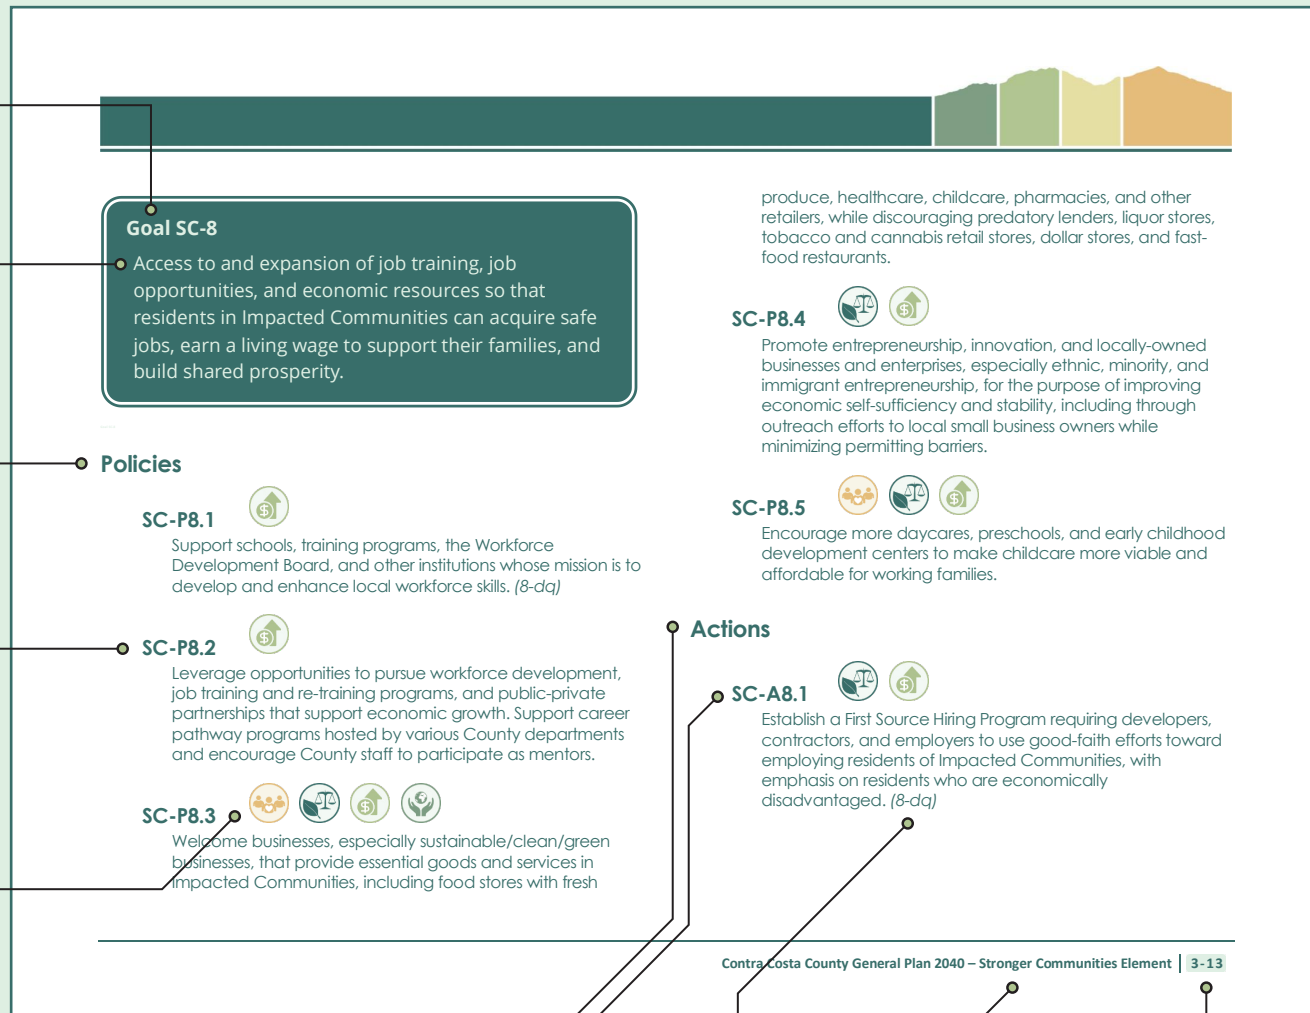 Goal SC-8
Access to and expansion of job training, job
opportunities, and economic resources so that
residents in Impacted Communities can acquire safe
jobs, earn a living wage to support their families, and
build shared prosperity.
Policies
SC-P8.1
Support schools, training programs, the Workforce
Development Board, and other institutions whose mission is to
develop and enhance local workforce skills. (8-dq)
SC-P8.2
Leverage opportunities to pursue workforce development,
job training and re-training programs, and public-private
partnerships that support economic growth. Support career
pathway programs hosted by various County departments
and encourage County staff to participate as mentors.
SC-P8.3
Welcome businesses, especially sustainable/clean/green
businesses, that provide essential goods and services in
Impacted Communities, including food stores with fresh
produce, healthcare, childcare, pharmacies, and other
retailers, while discouraging predatory lenders, liquor stores,
tobacco and cannabis retail stores, dollar stores, and fast-
food restaurants.
SC-P8.4
Promote entrepreneurship, innovation, and locally-owned
businesses and enterprises, especially ethnic, minority, and
immigrant entrepreneurship, for the purpose of improving
economic self-sufficiency and stability, including through
outreach efforts to local small business owners while
minimizing permitting barriers.
SC-P8.5
Encourage more daycares, preschools, and early childhood
development centers to make childcare more viable and
affordable for working families.
Actions
SC-A8.1
Establish a First Source Hiring Program requiring developers,
contractors, and employers to use good-faith efforts toward
employing residents of Impacted Communities, with
emphasis on residents who are economically
disadvantaged. (8-dq)
Contra Costa County General Plan 2040 – Stronger Communities Element | 3-13